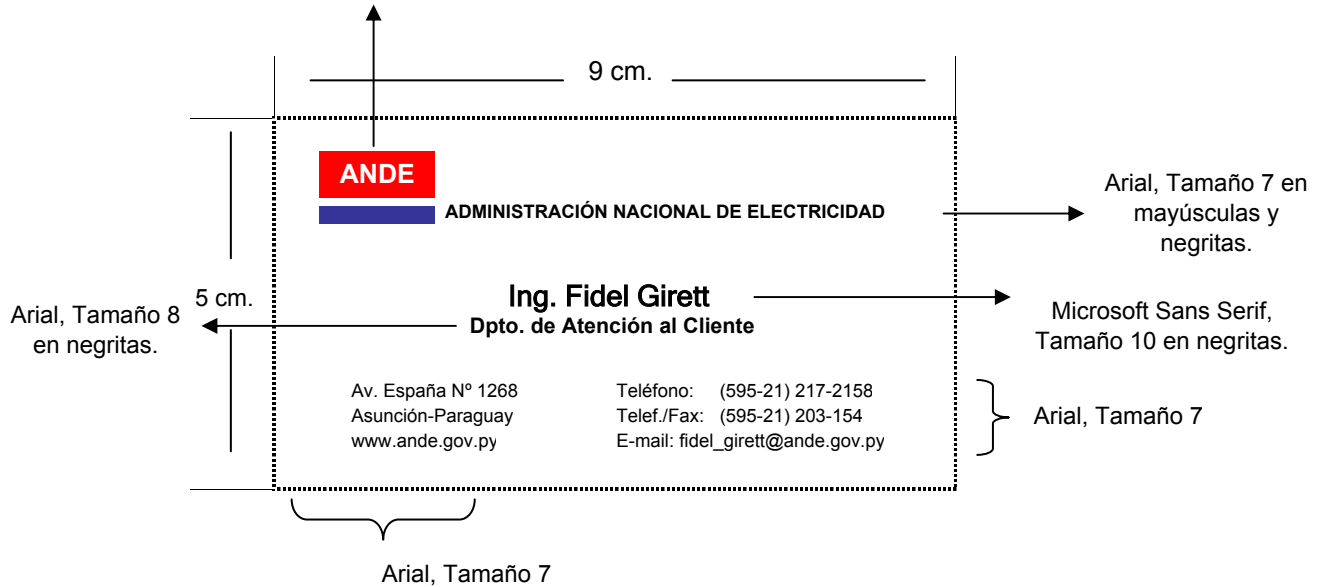 9 cm.
ANDE
ADMINISTRACIÓN NACIONAL DE ELECTRICIDAD
Arial, Tamaño 7 en
mayúsculas y
negritas.
5 cm.
Arial, Tamaño 8
en negritas.
Ing. Fidel Girett
Dpto. de Atención al Cliente
Microsoft Sans Serif,
Tamaño 10 en negritas.
Av. España Nº 1268
Asunción-Paraguay
www.ande.gov.py
Teléfono: (595-21) 217-2158
Telef./Fax: (595-21) 203-154
E-mail: fidel_girett@ande.gov.py
Arial, Tamaño 7
Arial, Tamaño 7